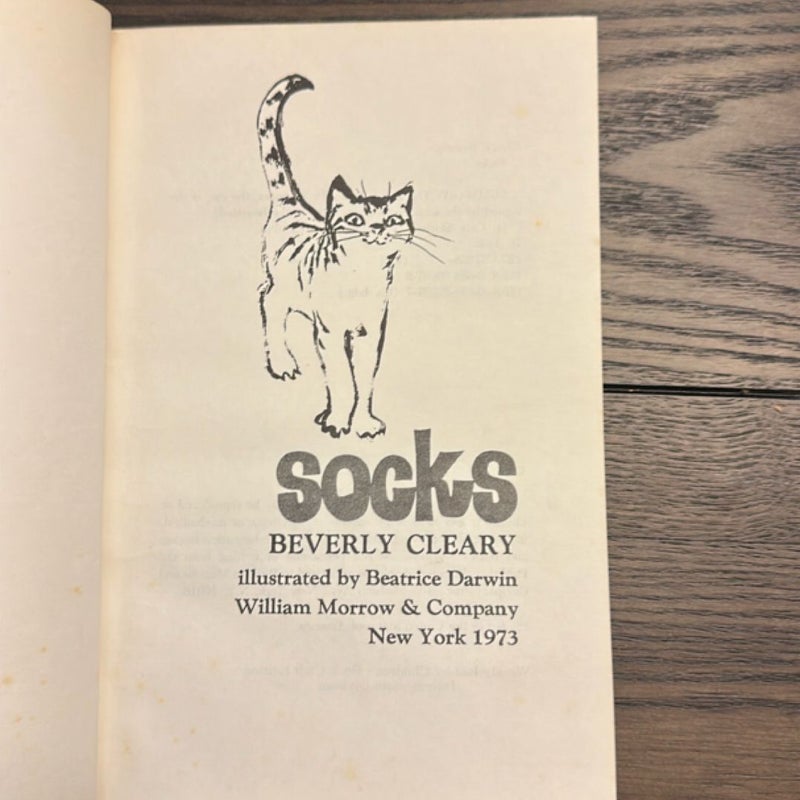 socks
BEVERLY CLEARY
illustrated by Beatrice Darwin
William Morrow & Company
New York 1973